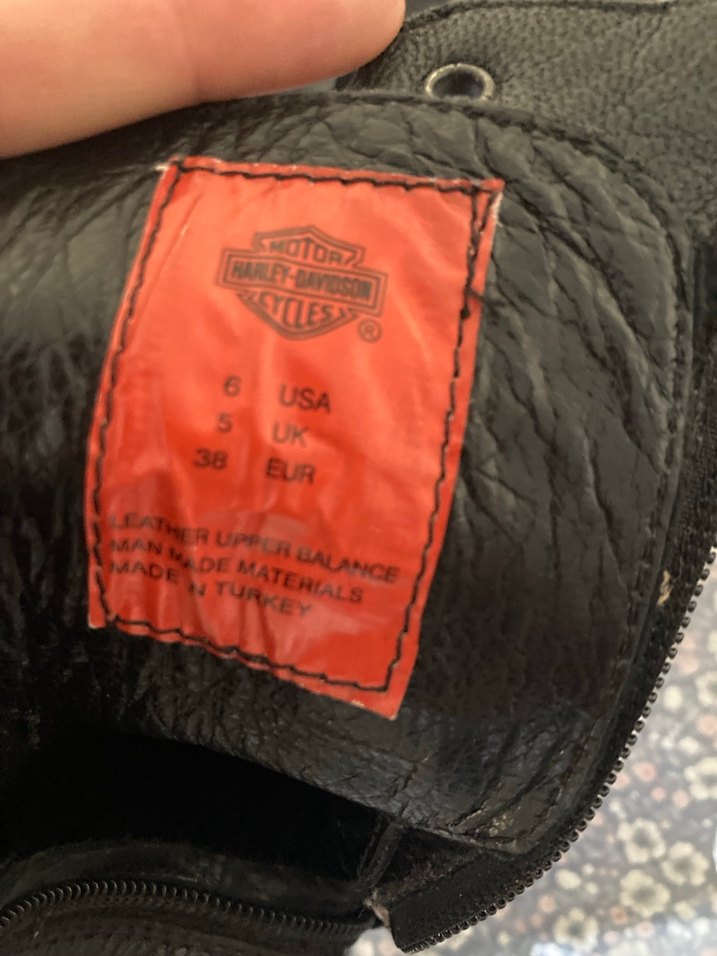 MOTOR
HARLEY-DAVIDSON
CYCLES
®
6 USA
5 UK
38 EUR
LEATHER UPPER BALANCE
MAN MADE MATERIALS
MADE IN TURKEY